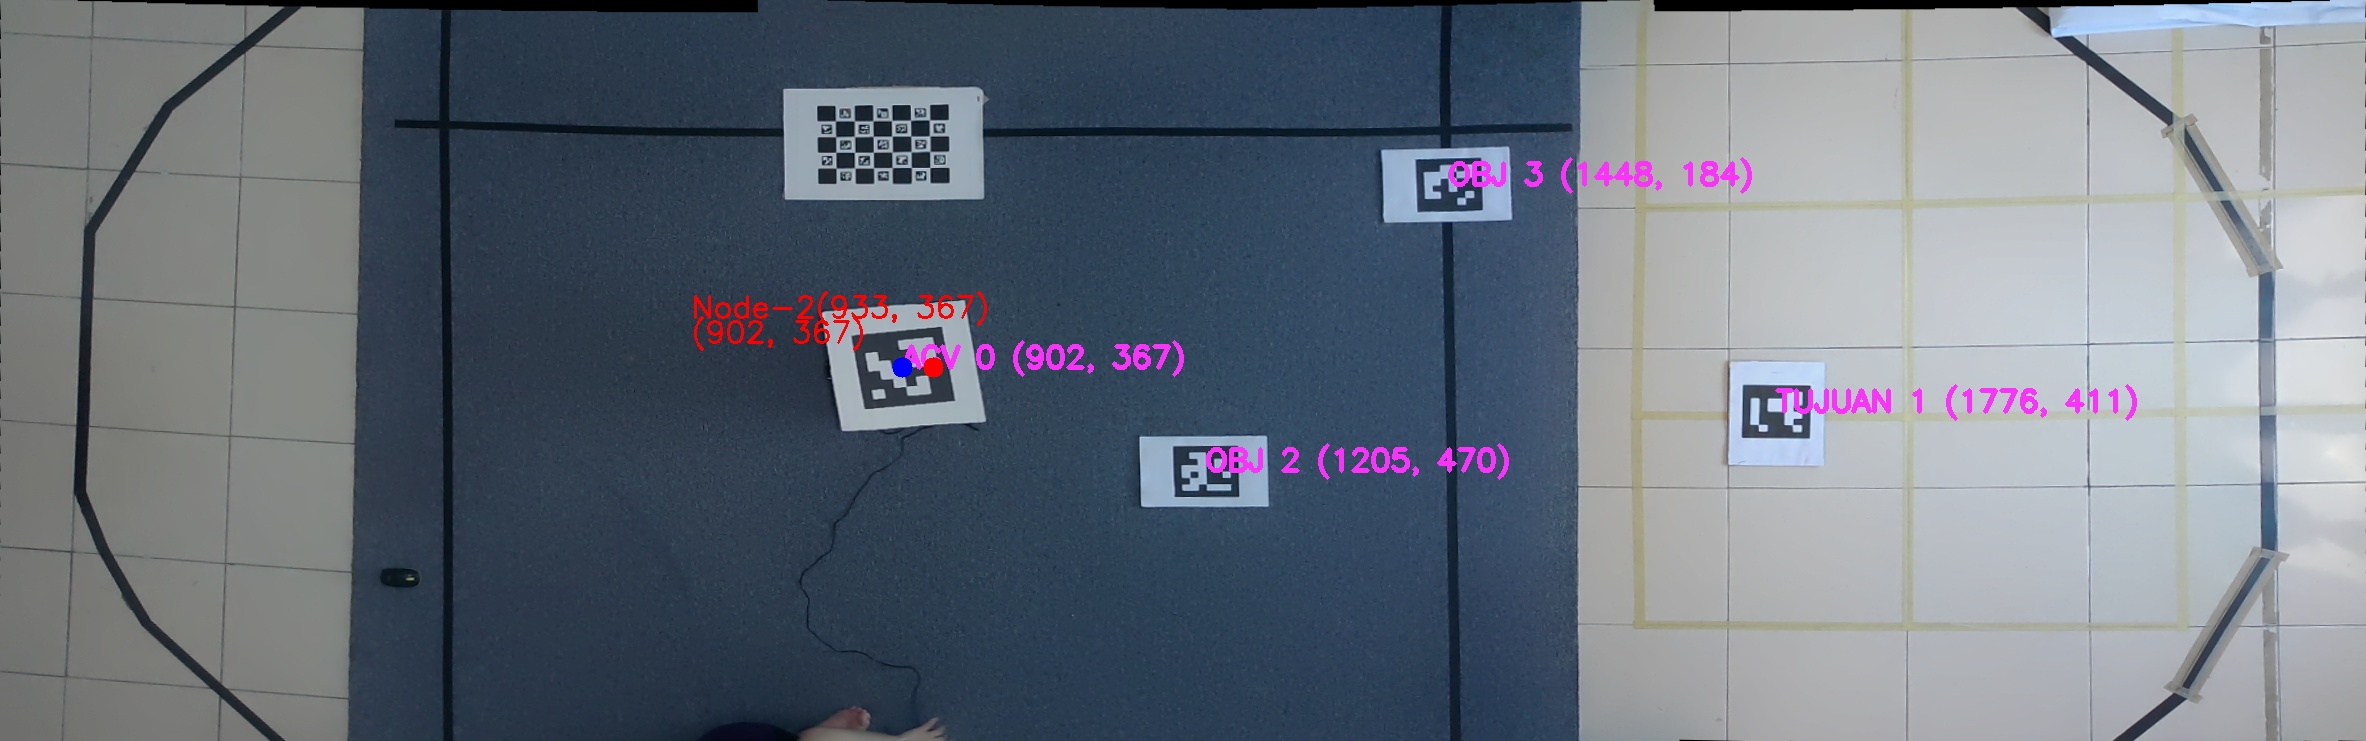 OBJ 3 (1448, 184)
Node-2(933, 367)
(902, 367)
AGV 0 (902, 367)
TUJUAN 1 (1776, 411)
OBJ 2 (1205, 470)